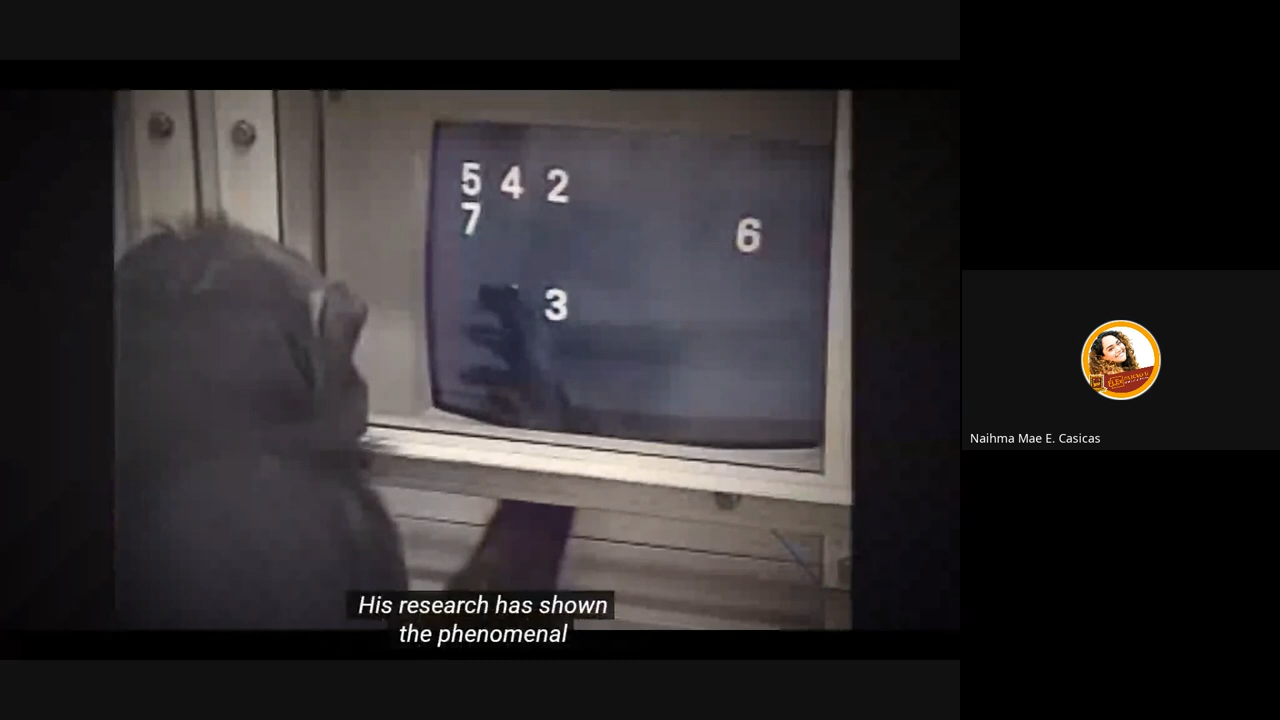 5 4 2
7
6
3
His research has shown
the phenomenal
Naihma Mae E. Casicas